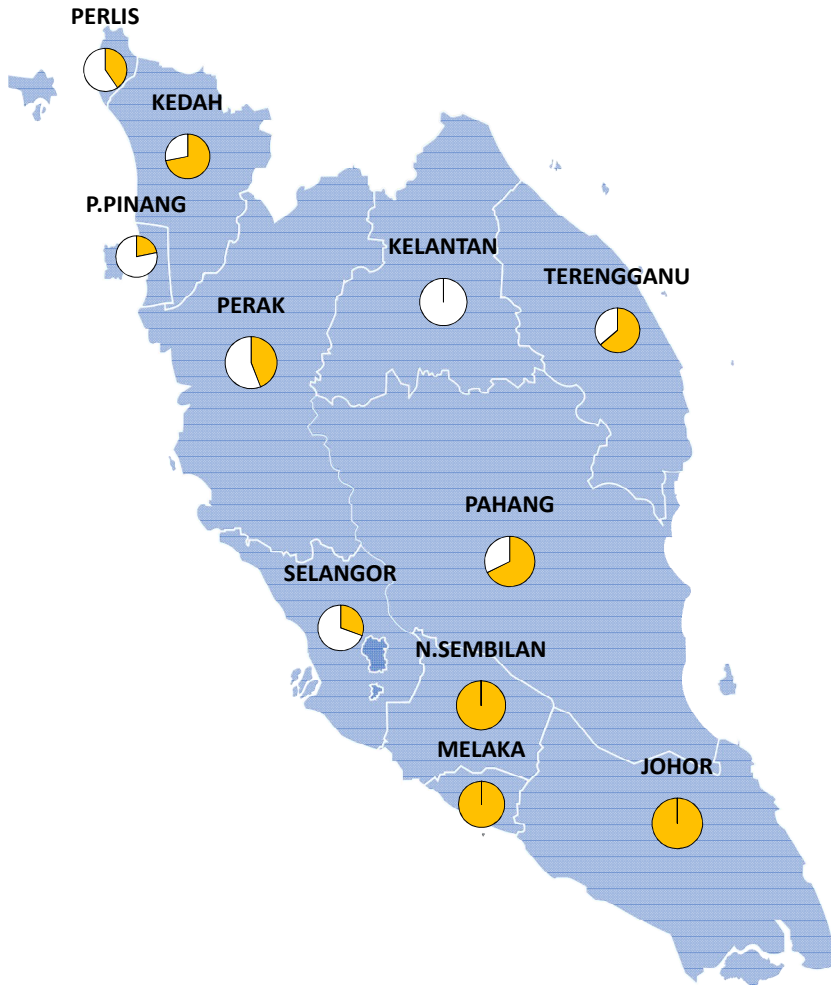 PERLIS
KEDAH
P.PINANG
KELANTAN
TERENGGANU
PERAK
PAHANG
SELANGOR
N.SEMBILAN
MELAKA
JOHOR